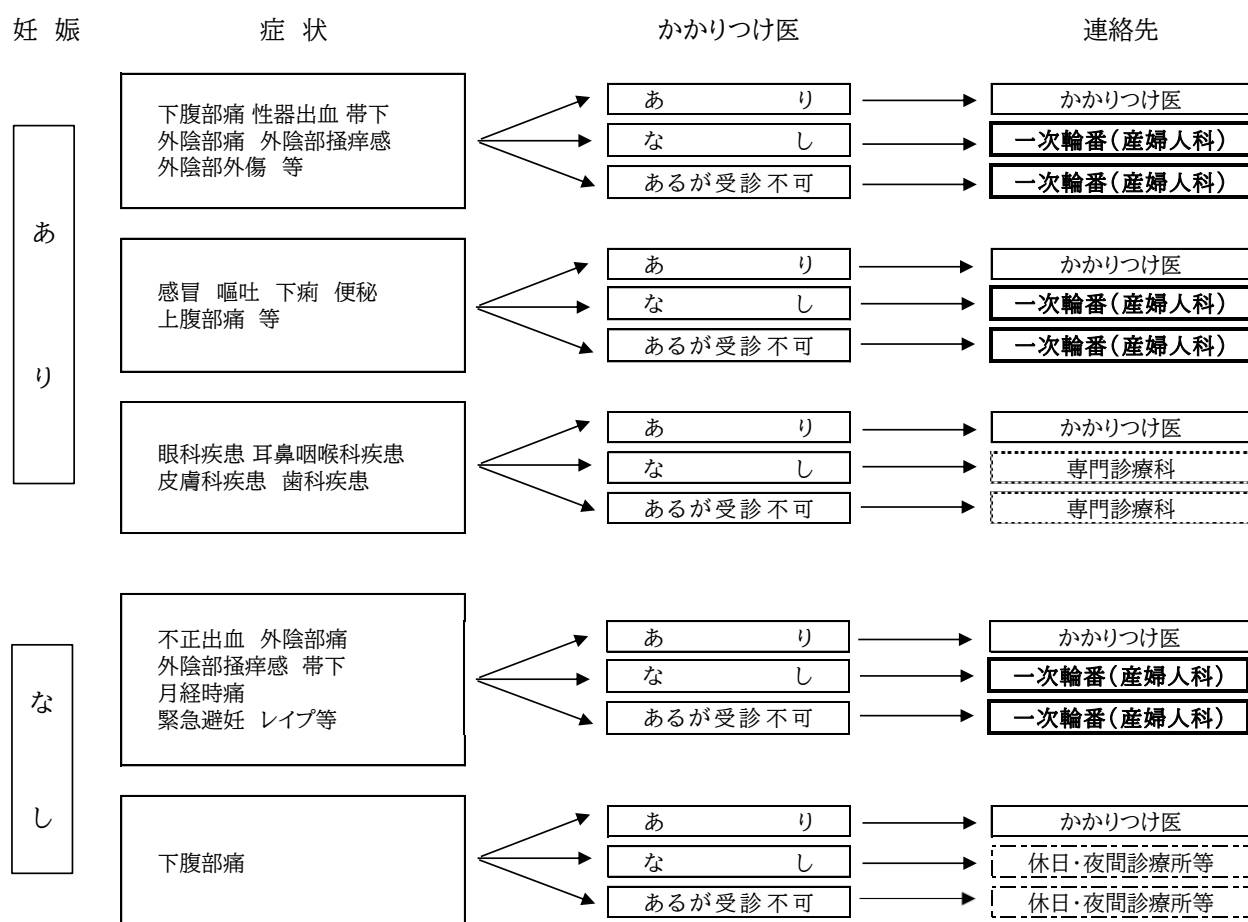 妊 娠 症 状 かかりつけ医 連絡先
あ り
下腹部痛 性器出血 帯下
外陰部痛 外陰部掻痒感
外陰部外傷 等
あ り かかりつけ医
な し 一次輪番(産婦人科)
あるが受診不可 一次輪番(産婦人科)
感冒 嘔吐 下痢 便秘
上腹部痛 等
あ り かかりつけ医
な し 一次輪番(産婦人科)
あるが受診不可 一次輪番(産婦人科)
眼科疾患 耳鼻咽喉科疾患
皮膚科疾患 歯科疾患
あ り かかりつけ医
な し 専門診療科
あるが受診不可 専門診療科
な し
不正出血 外陰部痛
外陰部掻痒感 帯下
月経時痛
緊急避妊 レイプ等
あ り かかりつけ医
な し 一次輪番(産婦人科)
あるが受診不可 一次輪番(産婦人科)
下腹部痛
あ り かかりつけ医
な し 休日・夜間診療所等
あるが受診不可 休日・夜間診療所等